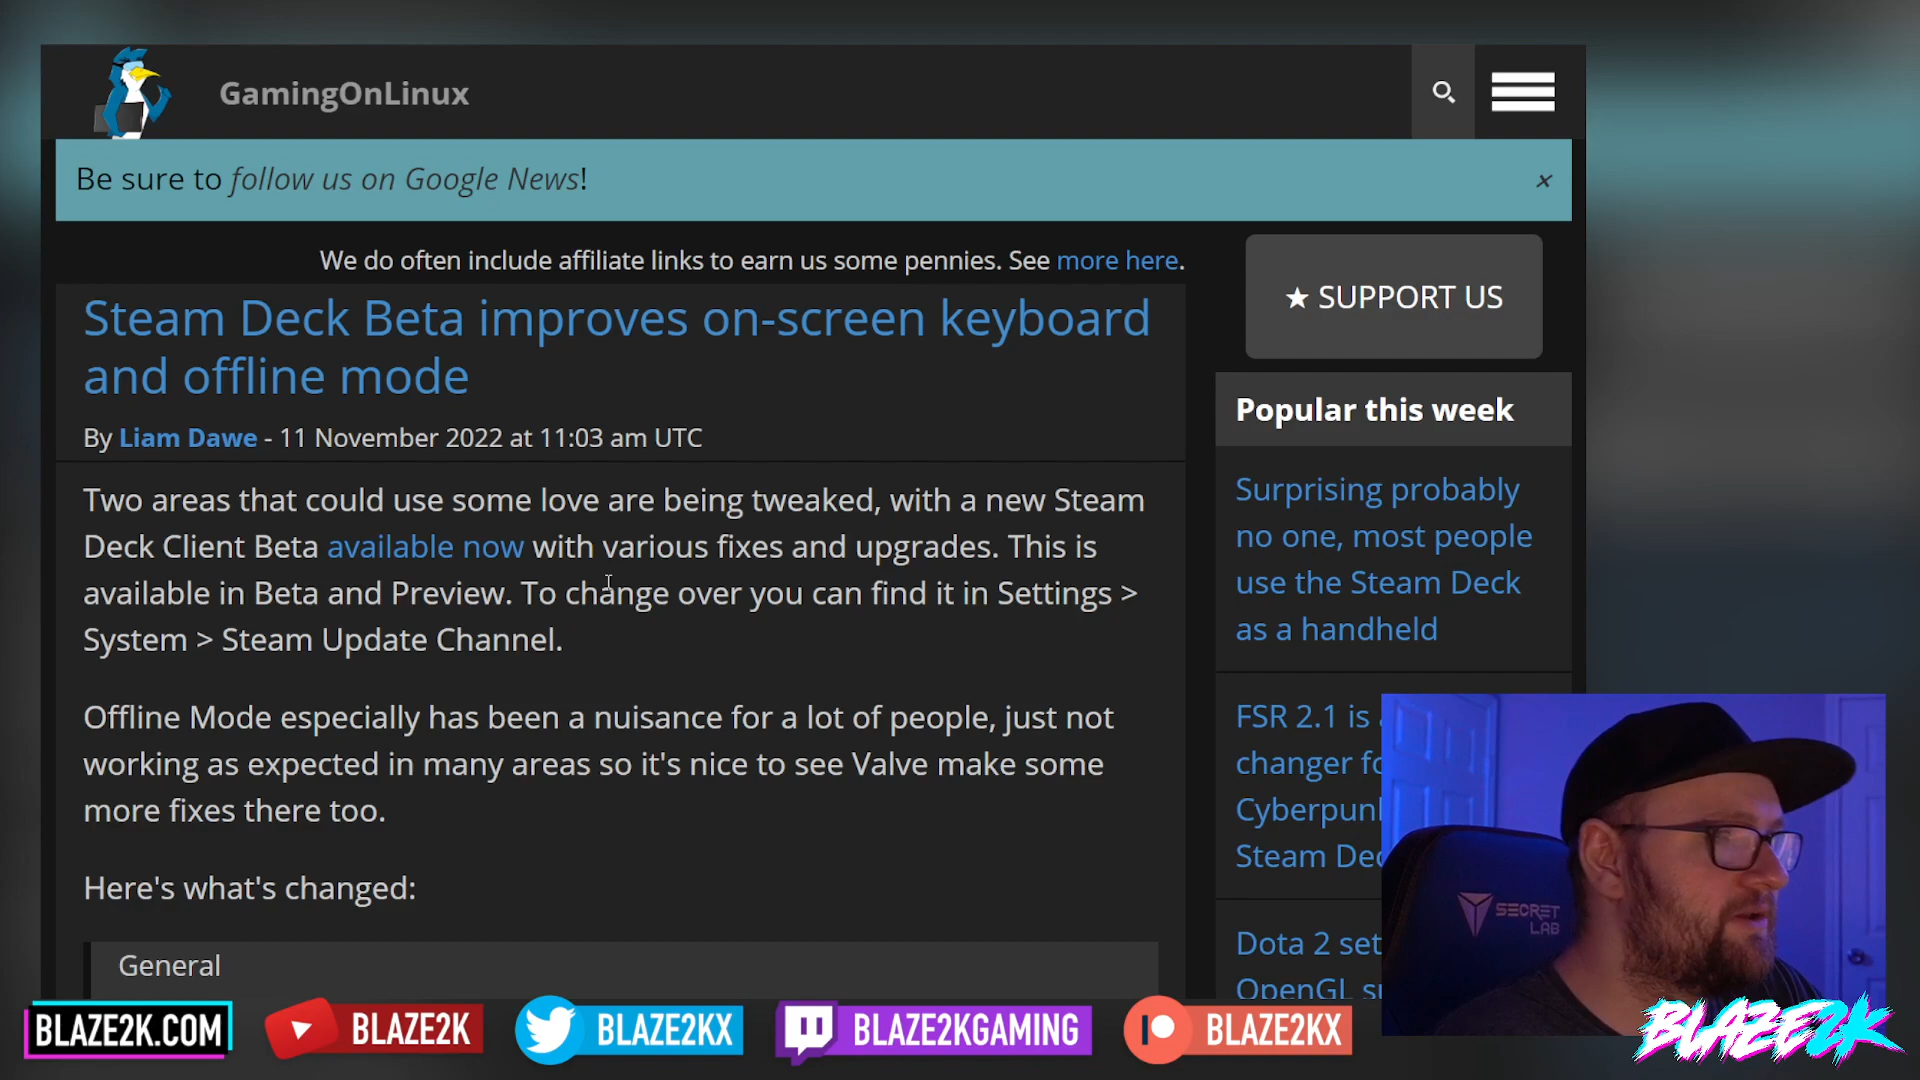 GamingOnLinux
Be sure to follow us on Google News!
×
We do often include affiliate links to earn us some pennies. See more here.
Steam Deck Beta improves on-screen keyboard
and offline mode
By Liam Dawe - 11 November 2022 at 11:03 am UTC
Two areas that could use some love are being tweaked, with a new Steam
Deck Client Beta available now with various fixes and upgrades. This is
available in Beta and Preview. To change over you can find it in Settings >
System > Steam Update Channel.
Offline Mode especially has been a nuisance for a lot of people, just not
working as expected in many areas so it's nice to see Valve make some
more fixes there too.
Here's what's changed:
General
★ SUPPORT US
Popular this week
Surprising probably
no one, most people
use the Steam Deck
as a handheld
FSR 2.1 is
changer
Cyberpun
Steam De
Dota 2 set
OpenGL
SECRET
LAB
BLAZE2K.COM
BLAZE2K
BLAZE2KX
BLAZE2KGAMING
BLAZE2KX
BLAZE2K